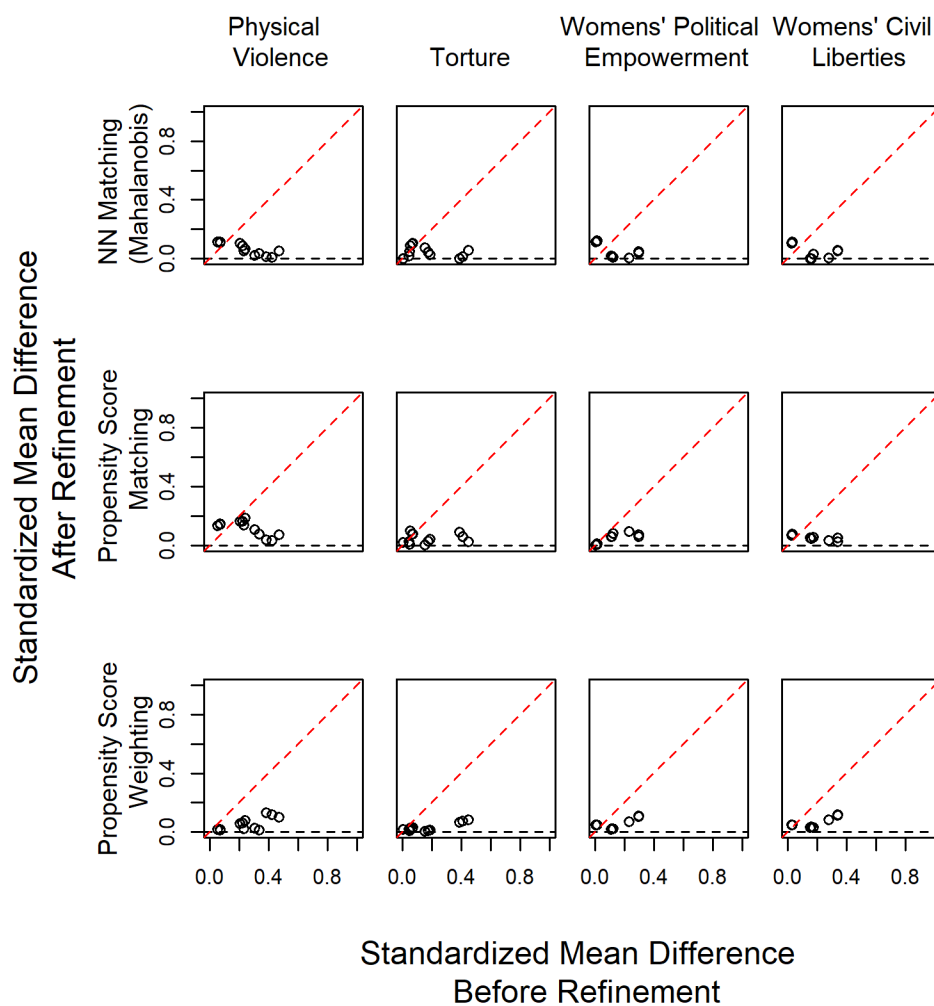 Physical
Violence
Torture
Womens' Political
Empowerment
Womens' Civil
Liberties
Standardized Mean Difference
After Refinement
NN Matching
(Mahalanobis)
0.8
0.4
0.0
Propensity Score
Matching
0.8
0.4
0.0
Propensity Score
Weighting
0.8
0.4
0.0
0.0 0.4 0.8 0.0 0.4 0.8 0.0 0.4 0.8 0.0 0.4 0.8
Standardized Mean Difference
Before Refinement